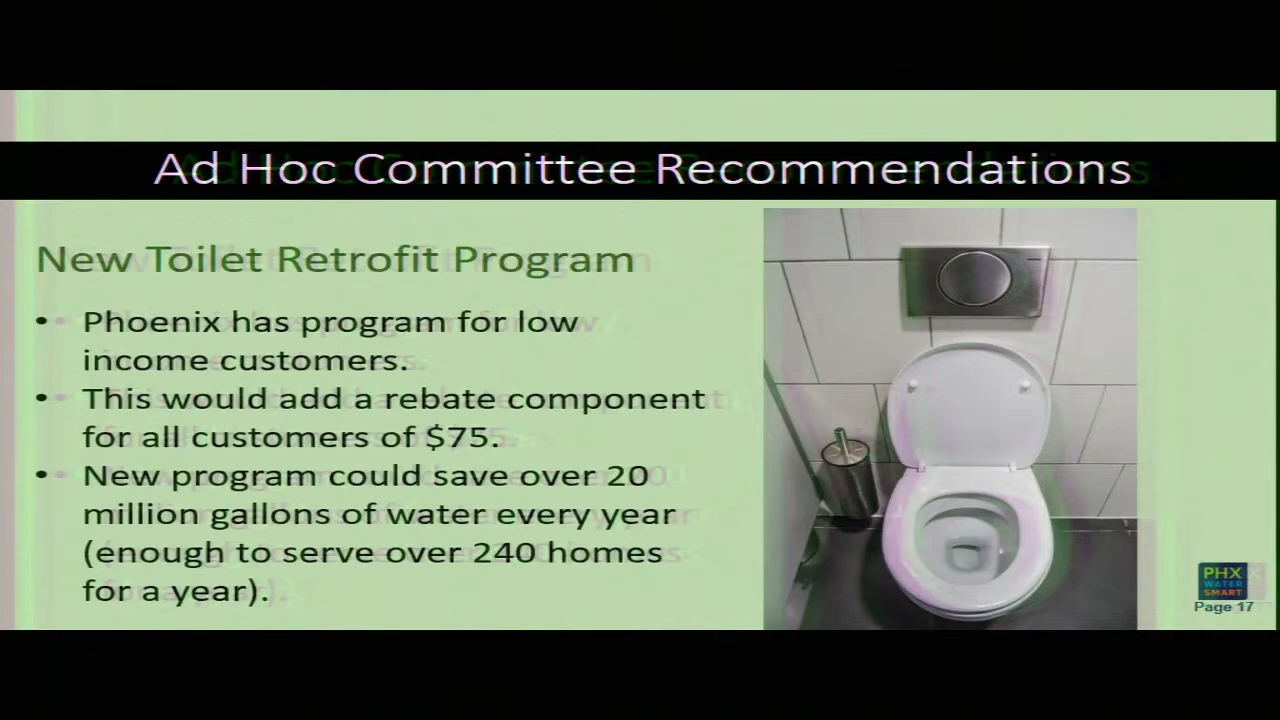 Ad Hoc Committee Recommendations
New Toilet Retrofit Program
• Phoenix has program for low
income customers.
• This would add a rebate component
for all customers of $75.
• New program could save over 20
million gallons of water every year
(enough to serve over 240 homes
for a year).
PHX
WATER
SMART
Page 17